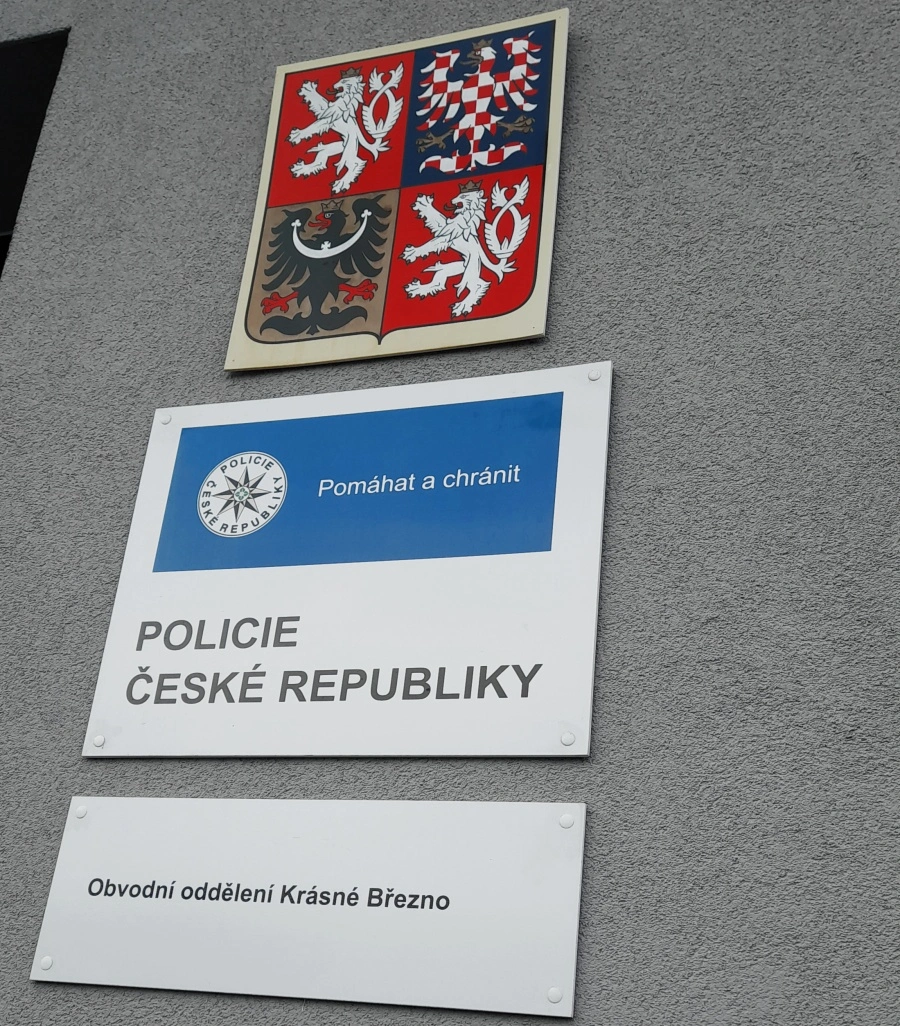 POLICIE ČESKÉ REPUBLIKY
Pomáhat a chránit
POLICIE
ČESKÉ REPUBLIKY
Obvodní oddělení Krásné Březno